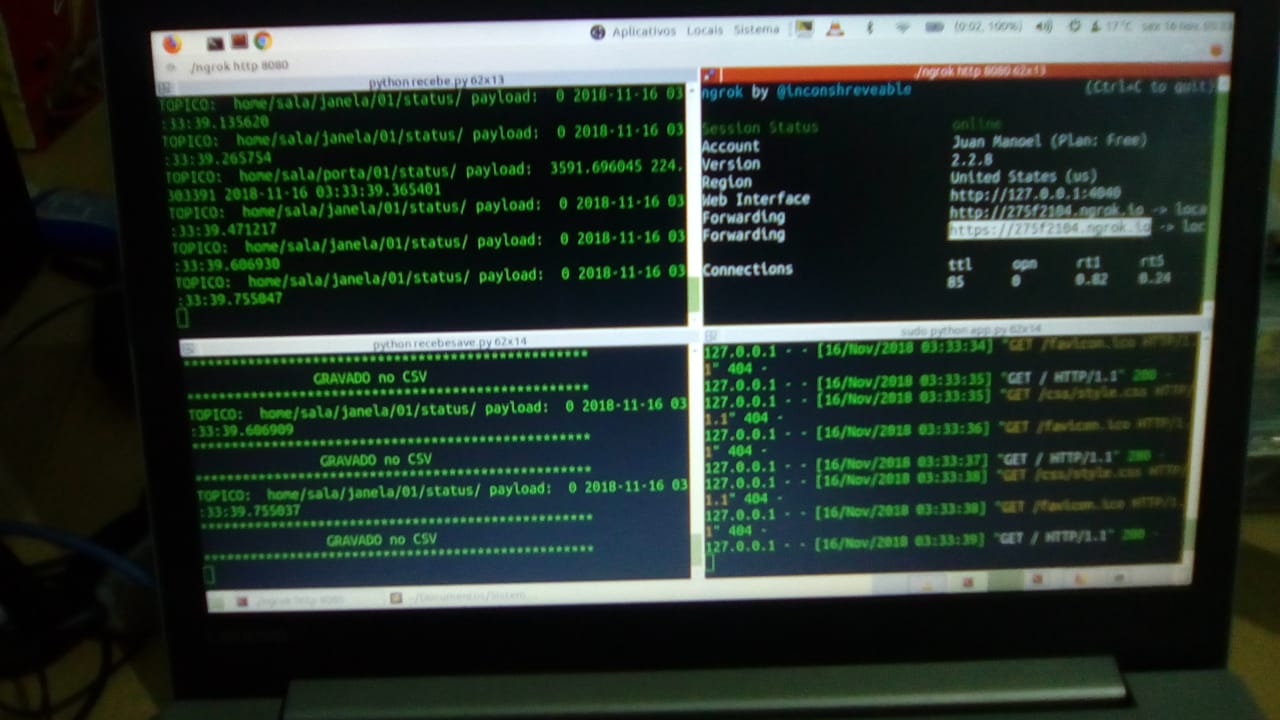 Aplicativos Locais Sistema (0:02, 100%) 17°C
./ngrok http 8080
python recebe.py 62x13
TOPICO: home/sala/janela/01/status/ payload: 0 2018-11-16 03
:33:39.135620
TOPICO: home/sala/janela/01/status/ payload: 0 2018-11-16 03
:33:39.265754
TOPICO: home/sala/porta/01/status/ payload: 3591.696045 224.
303391 2018-11-16 03:33:39.365401
TOPICO: home/sala/janela/01/status/ payload: 0 2018-11-16 03
:33:39.471217
TOPICO: home/sala/janela/01/status/ payload: 0 2018-11-16 03
:33:39.606930
TOPICO: home/sala/janela/01/status/ payload: 0 2018-11-16 03
:33:39.755047
./ngrok http 8080 62x13
ngrok by @inconshreveable (Ctrl+C to quit)
Session Status online
Account Juan Manoel (Plan: Free)
Version 2.2.8
Region United States (us)
Web Interface http://127.0.0.1:4040
Forwarding http://275f2104.ngrok.io -> loca
Forwarding https://275f2104.ngrok.io -> loc
Connections ttl opn rt1 rt5
85 0 0.82 0.24
python recebesave.py 62x14
GRAVADO no CSV
TOPICO: home/sala/janela/01/status/ payload: 0 2018-11-16 03
:33:39.606909
GRAVADO no CSV
TOPICO: home/sala/janela/01/status/ payload: 0 2018-11-16 03
:33:39.755037
GRAVADO no CSV
sudo python app.py 62x14
127.0.0.1 - - [16/Nov/2018 03:33:34] "GET /favicon.ico HTTP/1.
1" 404 -
127.0.0.1 - - [16/Nov/2018 03:33:35] "GET / HTTP/1.1" 200 -
127.0.0.1 - - [16/Nov/2018 03:33:35] "GET /css/style.css HTTP/
1.1" 404 -
127.0.0.1 - - [16/Nov/2018 03:33:36] "GET /favicon.ico HTTP/1.
1" 404 -
127.0.0.1 - - [16/Nov/2018 03:33:37] "GET / HTTP/1.1" 200 -
127.0.0.1 - - [16/Nov/2018 03:33:38] "GET /css/style.css HTTP/
1.1" 404 -
127.0.0.1 - - [16/Nov/2018 03:33:38] "GET /favicon.ico HTTP/1.
1" 404 -
127.0.0.1 - - [16/Nov/2018 03:33:39] "GET / HTTP/1.1" 200 -
./ngrok http 8080